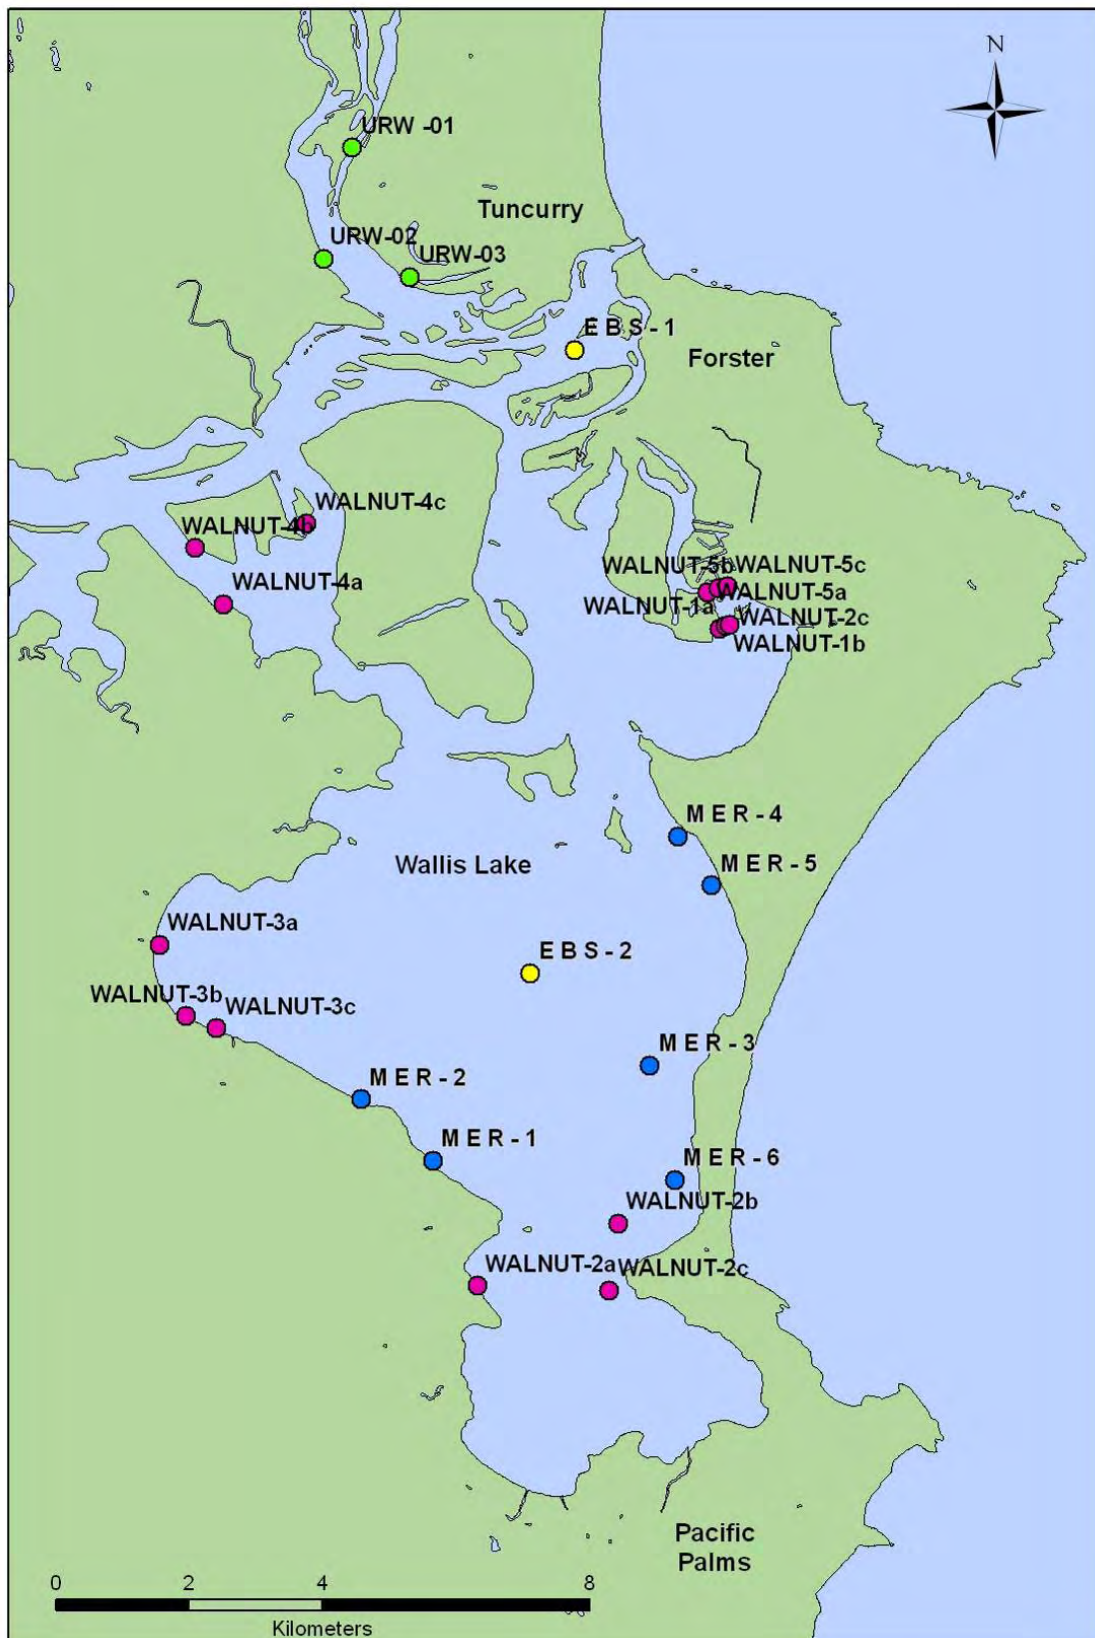 N
URW -01
Tuncurry
URW-02
URW-03
E B S - 1
Forster
WALNUT-4c
WALNUT-4b
WALNUT-4a
WALNUT-5b
WALNUT-5c
WALNUT-5a
WALNUT-1a
WALNUT-2c
WALNUT-1b
M E R - 4
Wallis Lake
M E R - 5
WALNUT-3a
E B S - 2
WALNUT-3b
WALNUT-3c
M E R - 3
M E R - 2
M E R - 1
M E R - 6
WALNUT-2b
WALNUT-2a
WALNUT-2c
Pacific
Palms
0 2 4 8
Kilometers